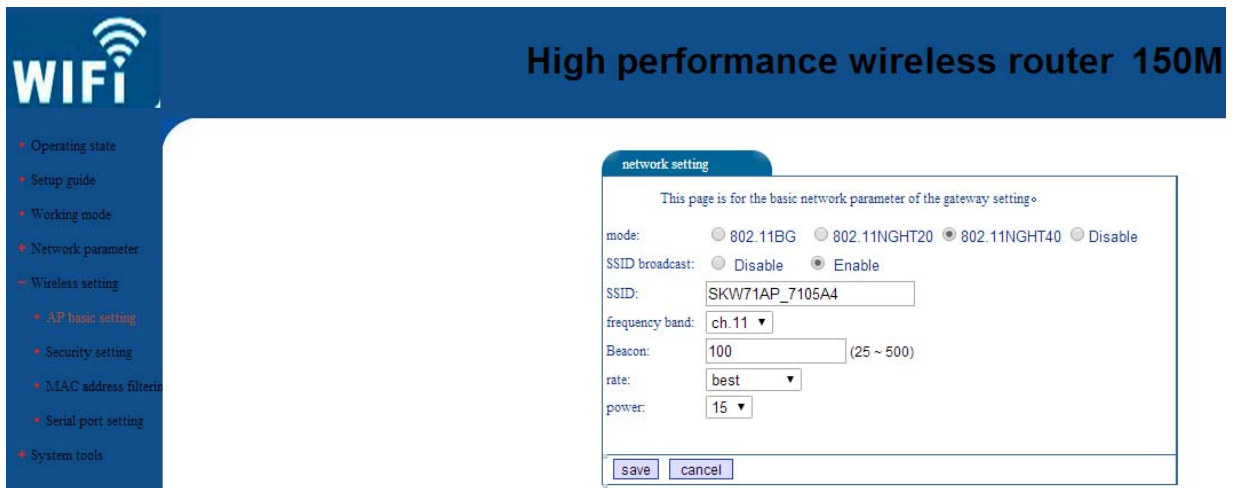 WIFi
High performance wireless router 150M
Operating state
Setup guide
Working mode
Network parameter
Wireless setting
AP basic setting
Security setting
MAC address filterin
Serial port setting
System tools
network setting
This page is for the basic network parameter of the gateway setting。
mode: 802.11BG 802.11NGHT20 802.11NGHT40 Disable
SSID broadcast: Disable Enable
SSID: SKW71AP_7105A4
frequency band: ch.11
Beacon: 100 (25 ~ 500)
rate: best
power: 15
save cancel